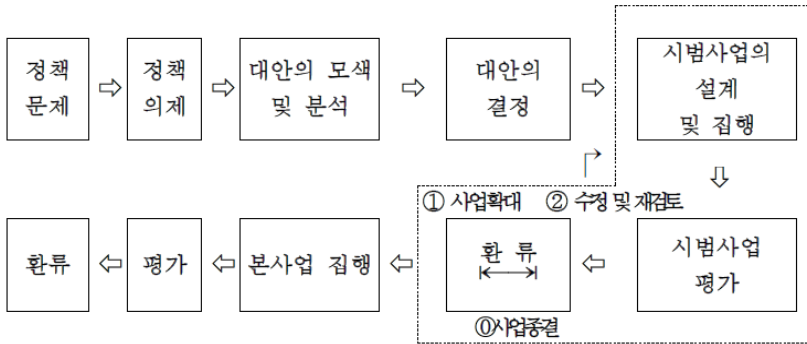 정책
문제
정책
의제
대안의 모색
및 분석
대안의
결정
시범사업의
설계
및 집행
① 사업확대
② 수정 및 재검토
환류
평가
본사업 집행
환 류
시범사업
평가
⓪사업종결